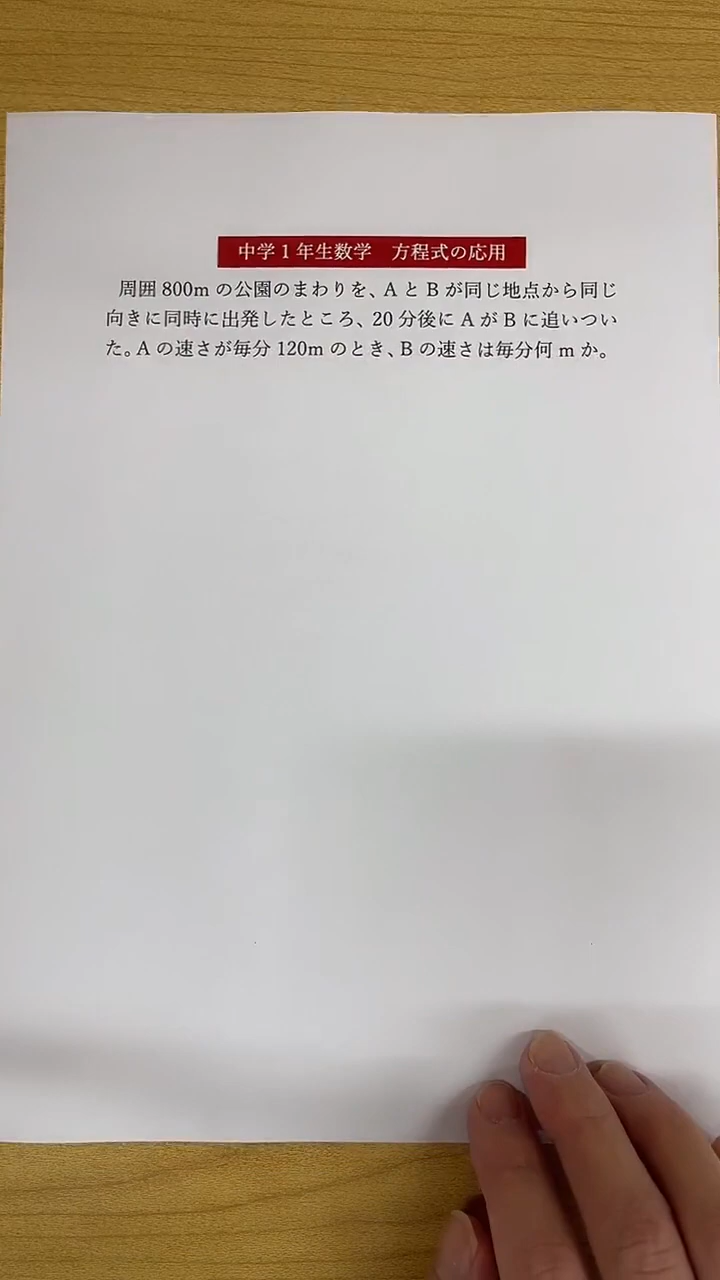 中学1年生数学　方程式の応用
周囲 800m の公園のまわりを、A と B が同じ地点から同じ
向きに同時に出発したところ、20 分後に A が B に追いつい
た。A の速さが毎分 120m のとき、B の速さは毎分何 m か。